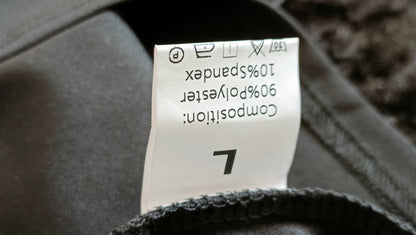 L
Composition:
90%Polyester
10%Spandex